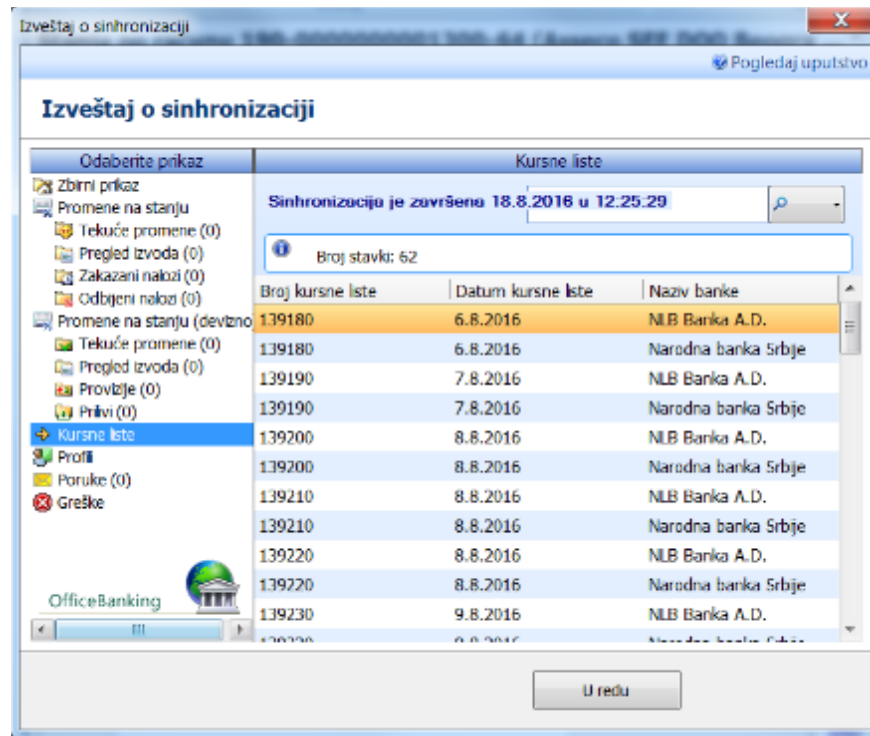 Izveštaj o sinhronizaciji
Pogledaj uputstvo
Izveštaj o sinhronizaciji
Odaberite prikaz
Zbirni prikaz
Promene na stanju
Tekuće promene (0)
Pregled izvoda (0)
Zakazani nalozi (0)
Odbijeni nalozi (0)
Promene na stanju (devizno
Tekuće promene (0)
Pregled izvoda (0)
Provizije (0)
Prilivi (0)
Kursne liste
Profil
Poruke (0)
Greške
OfficeBanking
Kursne liste
Sinhronizacija je završena 18.8.2016 u 12:25:29
Broj stavki: 62
Broj kursne liste Datum kursne liste Naziv banke
139180 6.8.2016 NLB Banka A.D.
139180 6.8.2016 Narodna banka Srbije
139190 7.8.2016 NLB Banka A.D.
139190 7.8.2016 Narodna banka Srbije
139200 8.8.2016 NLB Banka A.D.
139200 8.8.2016 Narodna banka Srbije
139210 8.8.2016 NLB Banka A.D.
139210 8.8.2016 Narodna banka Srbije
139220 8.8.2016 NLB Banka A.D.
139220 8.8.2016 Narodna banka Srbije
139230 9.8.2016 NLB Banka A.D.
U redu